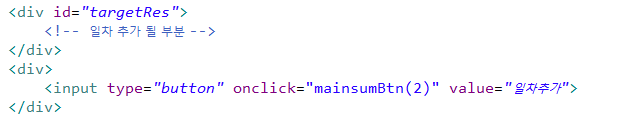 <div id="targetRes">
<!-- 일차 추가 될 부분 -->
</div>
<div>
<input type="button" onclick="mainsumBtn(2)" value="일차추가">
</div>